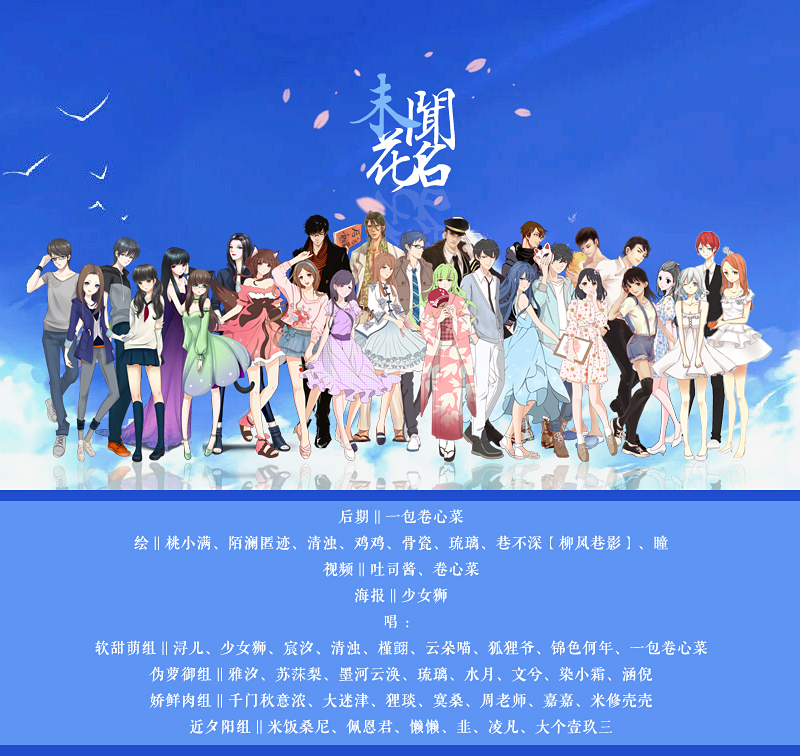 未聞
花名
后期‖一包卷心菜
绘‖桃小满、陌澜匿迹、清浊、鸡鸡、骨瓷、琉璃、巷不深【柳风巷影】、瞳
视频‖吐司酱、卷心菜
海报‖少女狮
唱：
软甜萌组‖浔儿、少女狮、宸汐、清浊、槿翾、云朵喵、狐狸爷、锦色何年、一包卷心菜
伪萝御组‖雅汐、苏莯梨、墨河云涣、琉璃、水月、文兮、染小霜、涵倪
娇鲜肉组‖千门秋意浓、大迷津、狸琰、寞桑、周老师、嘉嘉、米修壳壳
近夕阳组‖米饭桑尼、佩恩君、懒懒、韭、凌凡、大个壹玖三